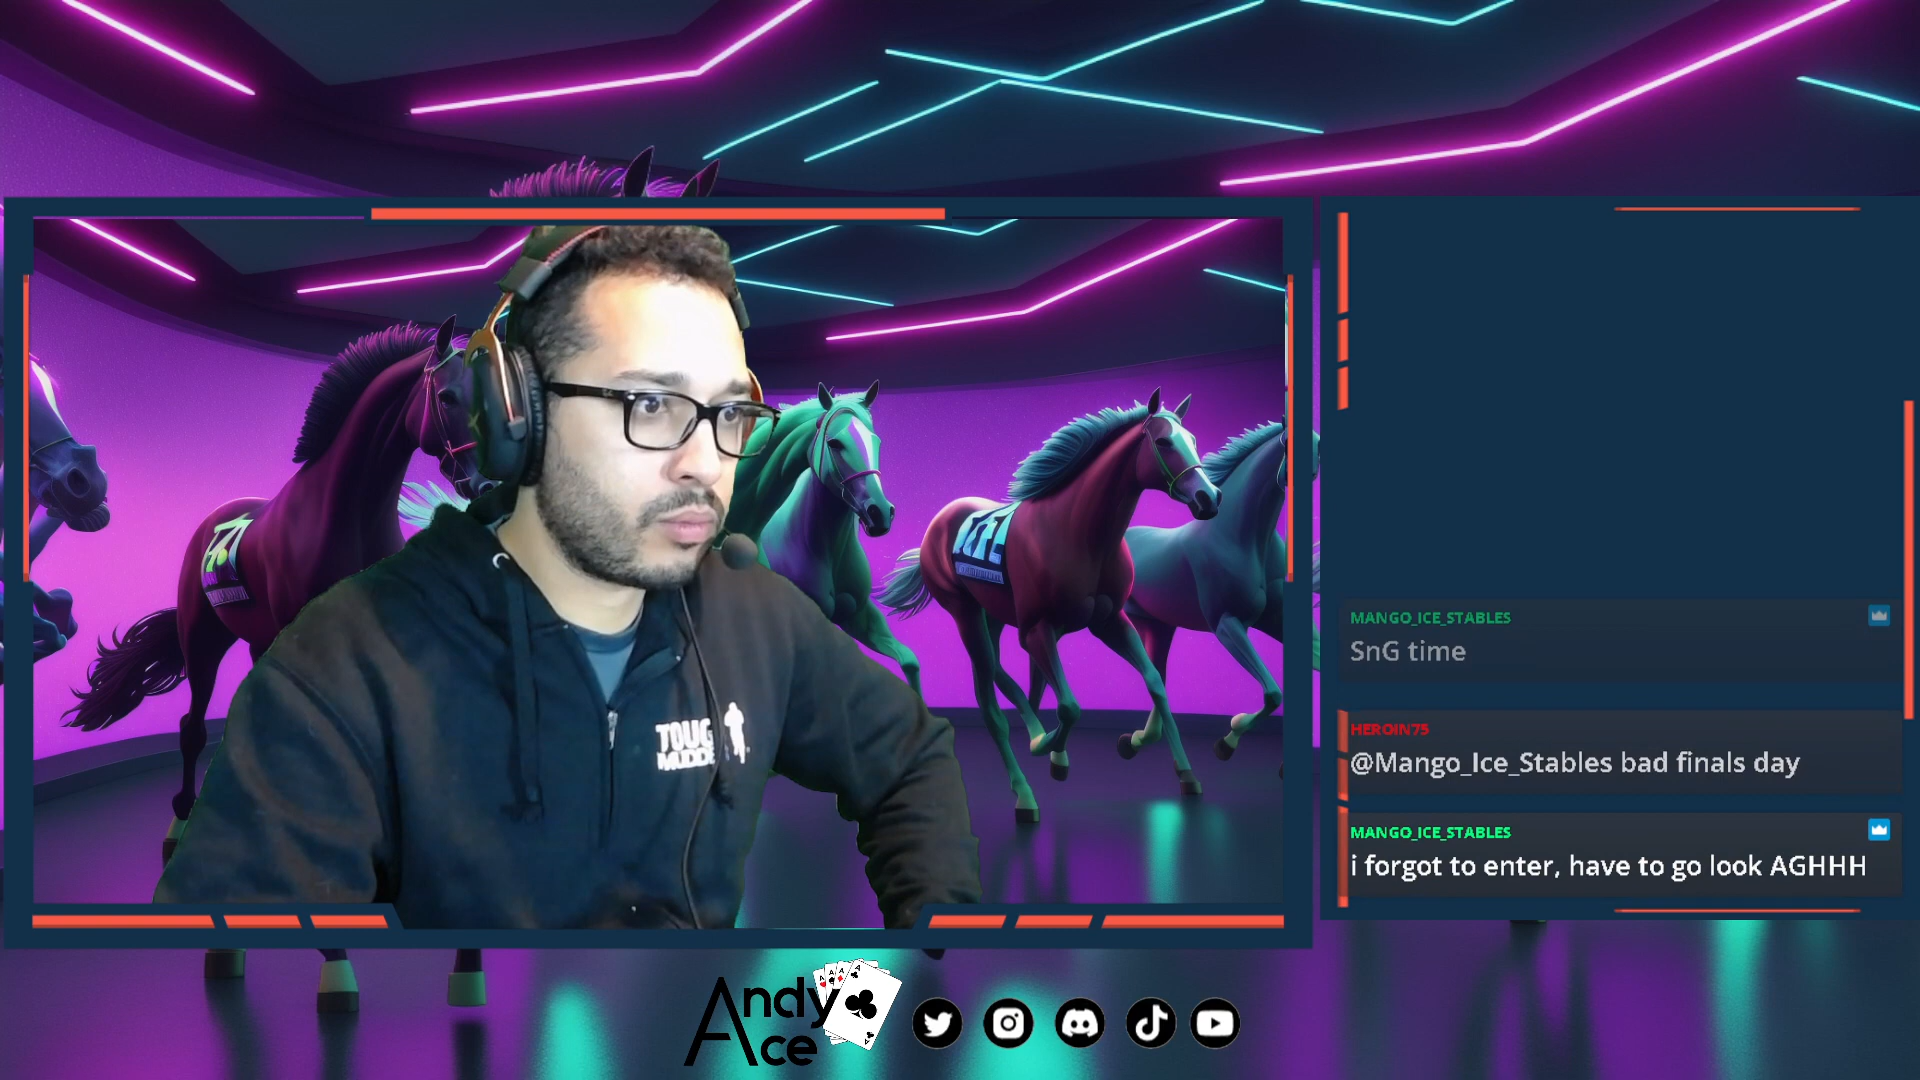 TOUG
MUDDE
MANGO_ICE_STABLES
SnG time
HEROIN75
@Mango_Ice_Stables bad finals day
MANGO_ICE_STABLES
i forgot to enter, have to go look AGHHH
Andy
Ace